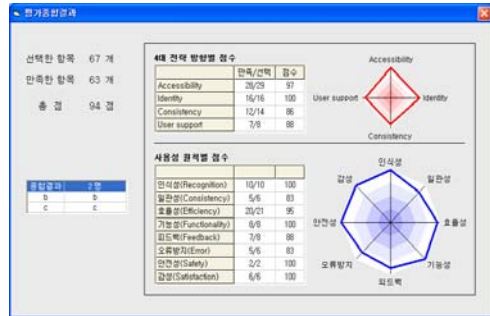 평가종합결과
선택한 항목 67 개
만족한 항목 63 개
총 점 94 점
종합결과 2 명
b b
c c
4대 전략 방향별 점수
만족/선택 점수
Accessibility 28/29 97
Identity 16/16 100
Consistency 12/14 86
User support 7/8 88
Accessibility
User support Identity
Consistency
사용성 원칙별 점수
인식성(Recognition) 10/10 100
일관성(Consistency) 5/6 83
효율성(Efficiency) 20/21 95
기능성(Functionality) 8/8 100
피드백(Feedback) 7/8 88
오류방지(Error) 5/6 83
안전성(Safety) 2/2 100
감성(Satisfaction) 6/6 100
인식성
감성 일관성
안전성 효율성
오류방지 기능성
피드백